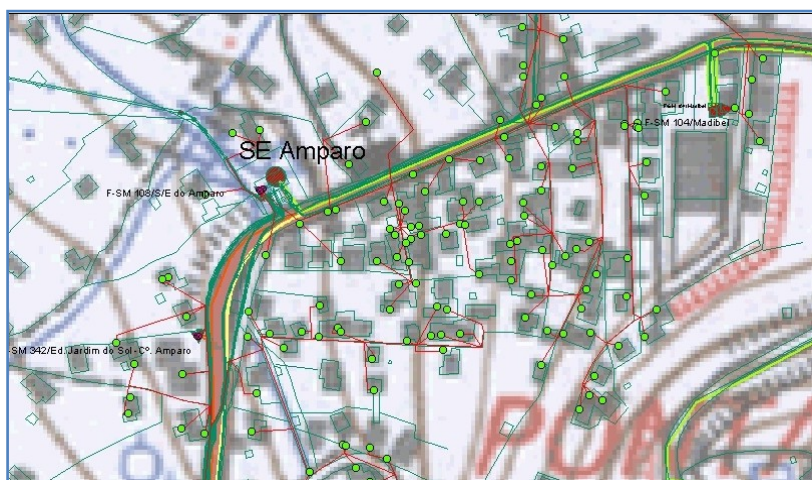 SE Amparo
F-SM 104/Madibel
F-SM 108/S/E do Amparo
-SM 342/Ed. Jardim do Sol - Cº. Amparo